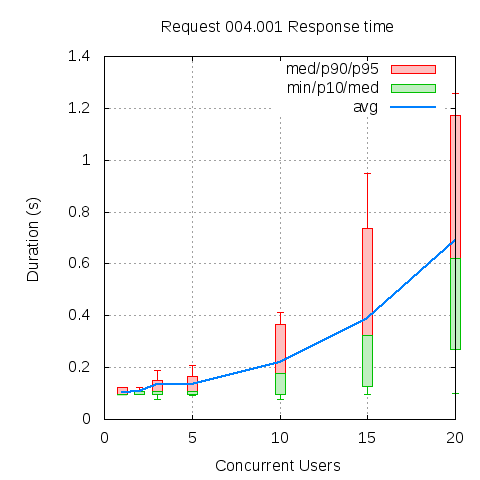 Request 004.001 Response time
med/p90/p95
min/p10/med
avg
1.4
1.2
1
0.8
0.6
0.4
0.2
0
Duration (s)
0 5 10 15 20
Concurrent Users